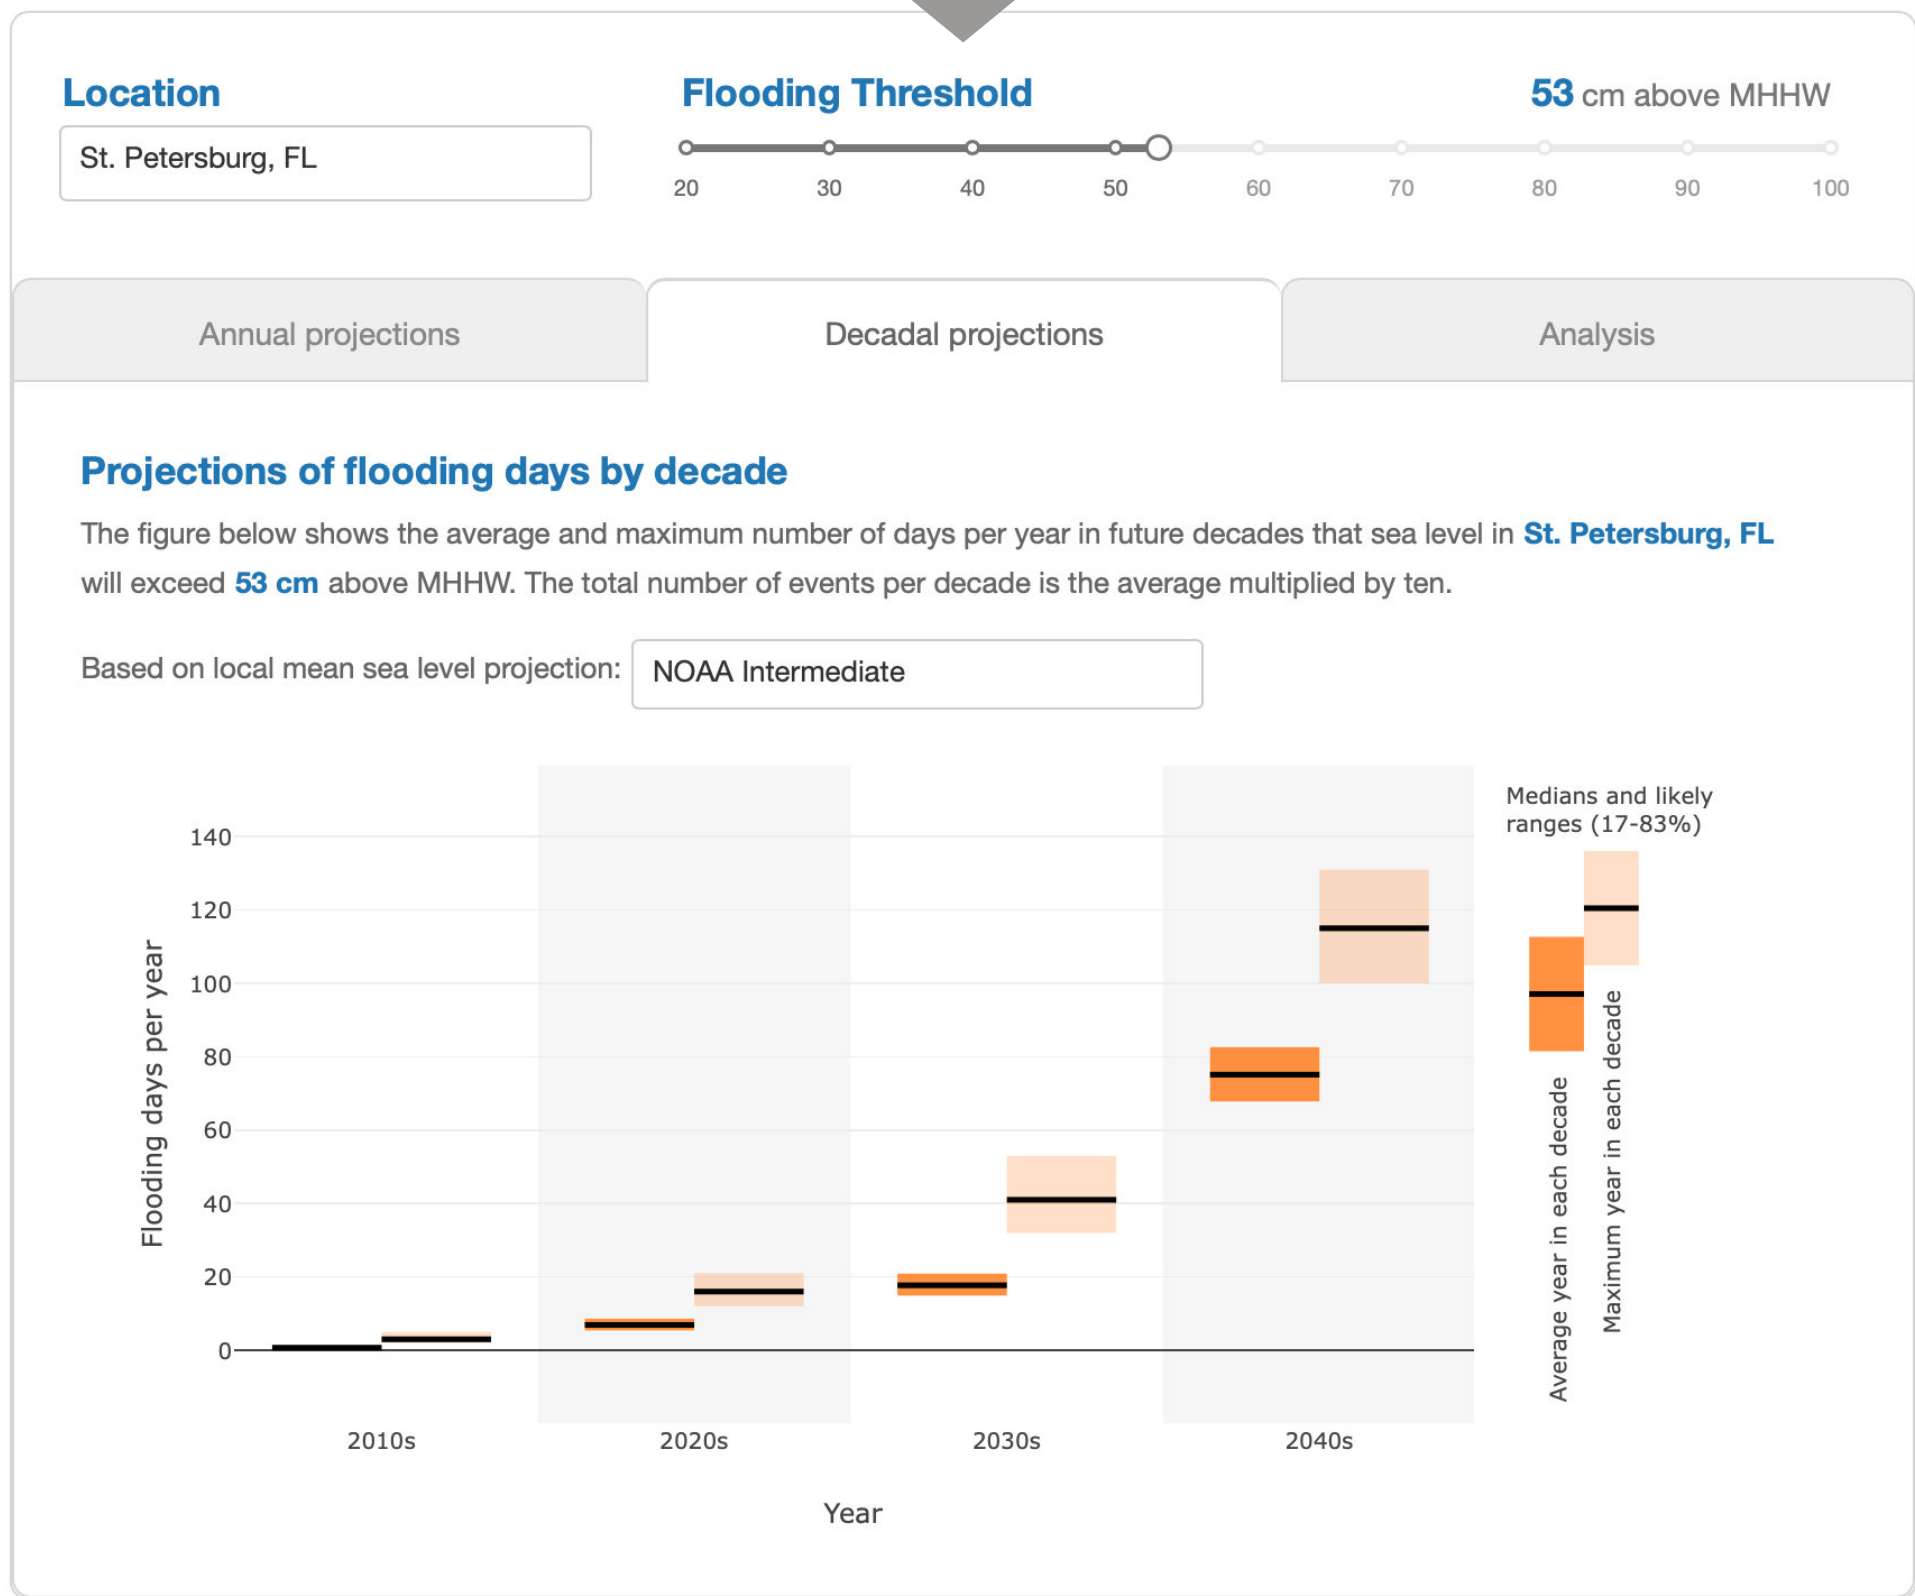 Location
Flooding Threshold
53 cm above MHHW
St. Petersburg, FL
20 30 40 50 60 70 80 90 100
Annual projections
Decadal projections
Analysis
Projections of flooding days by decade
The figure below shows the average and maximum number of days per year in future decades that sea level in St. Petersburg, FL
will exceed 53 cm above MHHW. The total number of events per decade is the average multiplied by ten.
Based on local mean sea level projection: NOAA Intermediate
Flooding days per year
140
120
100
80
60
40
20
0
2010s 2020s 2030s 2040s
Year
Medians and likely
ranges (17-83%)
Average year in each decade
Maximum year in each decade